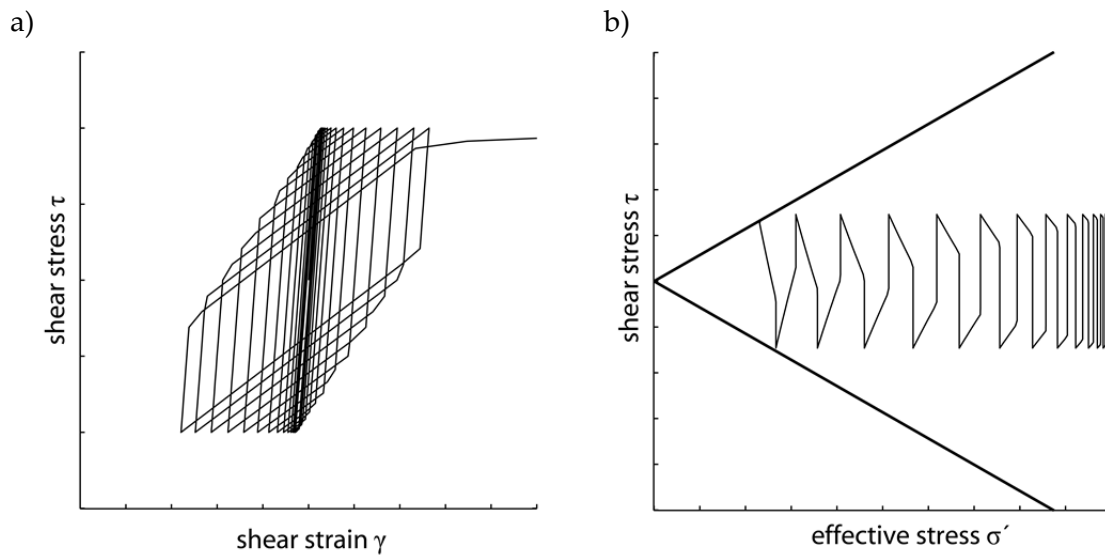 a)
shear stress τ
shear strain γ
b)
shear stress τ
effective stress σ´